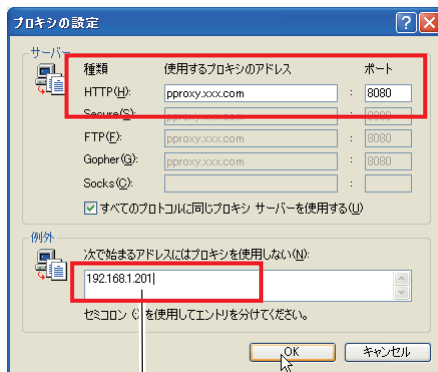 プロキシの設定
サーバー
種類 使用するプロキシのアドレス ポート
HTTP(H): pproxy.xxx.com : 8080
Secure(S): pproxy.xxx.com : 8080
FTP(F): pproxy.xxx.com : 8080
Gopher(G): pproxy.xxx.com : 8080
Socks(C): :
すべてのプロトコルに同じプロキシ サーバーを使用する(U)
例外
次で始まるアドレスにはプロキシを使用しない(N):
192.168.1.201
セミコロン を使用してエントリを分けてください。
OK キャンセル